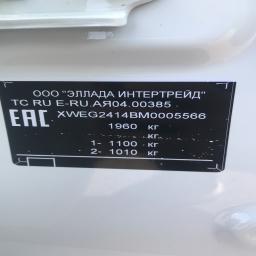 ООО "ЭЛЛАДА ИНТЕРТРЕЙД"
ТС RU E-RU.АЯ04.00385
EAC XWEG2414BM0005566
1960 кг
кг
1- 1100 кг
2- 1010 кг